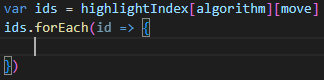 var ids = highlightIndex[algorithm][move]
ids.forEach(id => {
})